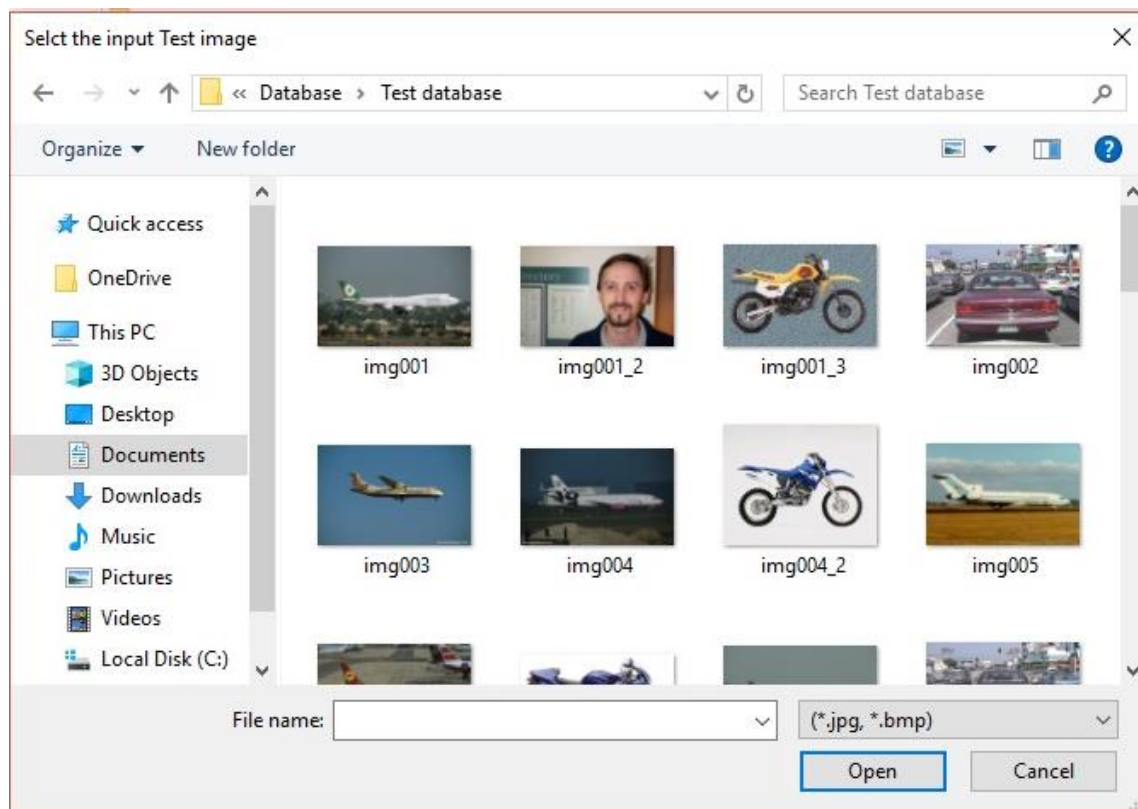 Selct the input Test image
« Database > Test database
Search Test database
Organize
New folder
Quick access
OneDrive
This PC
3D Objects
Desktop
Documents
Downloads
Music
Pictures
Videos
Local Disk (C:)
img001
img001_2
img001_3
img002
img003
img004
img004_2
img005
File name:
(*.jpg, *.bmp)
Open
Cancel